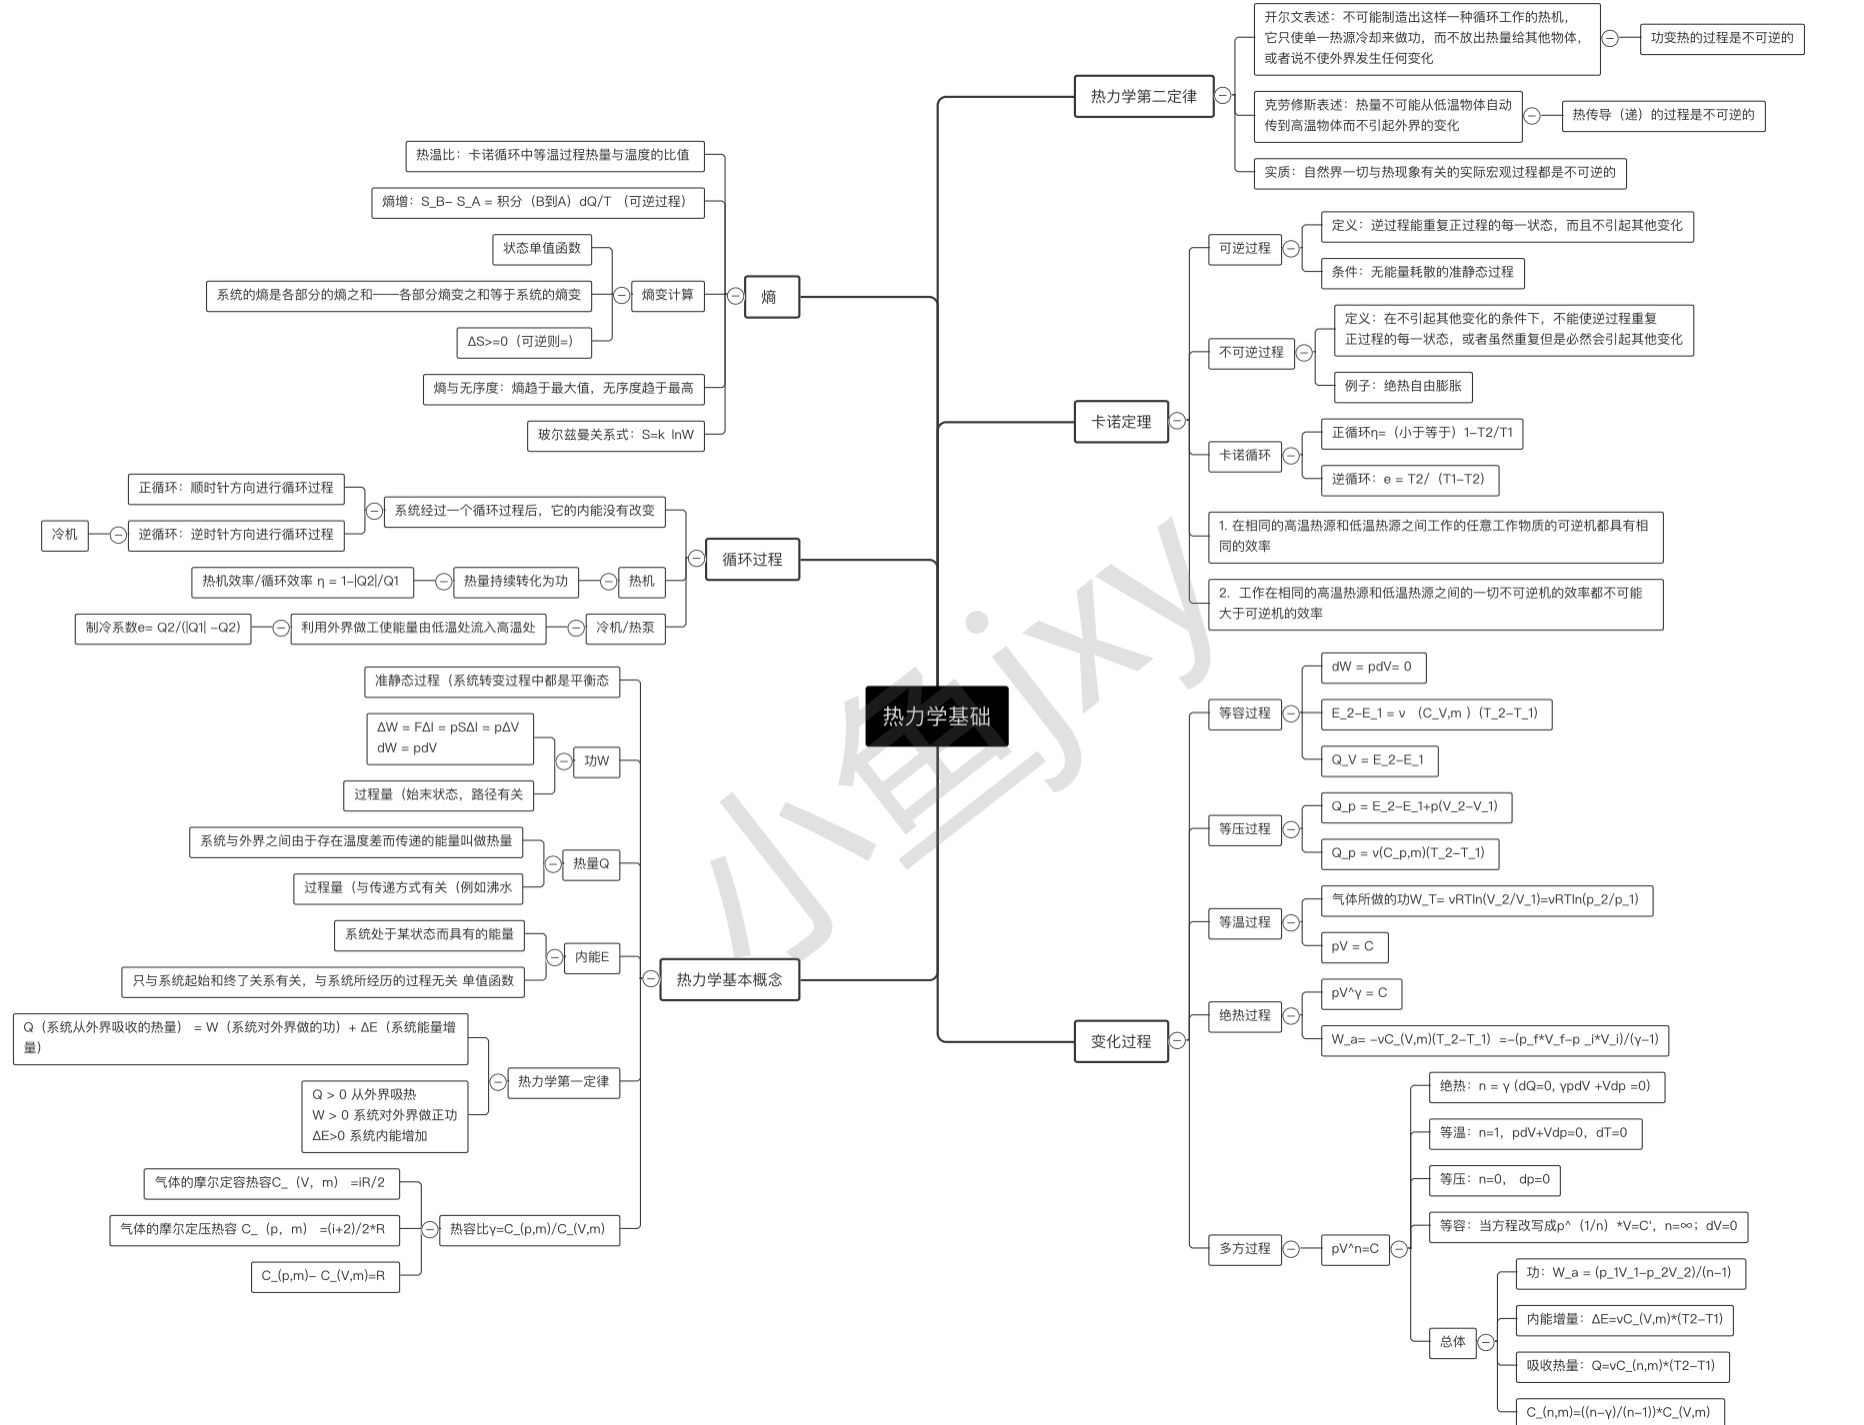 热力学基础
热力学第二定律
开尔文表述：不可能制造出这样一种循环工作的热机，
它只使单一热源冷却来做功，而不放出热量给其他物体，
或者说不使外界发生任何变化
功变热的过程是不可逆的
克劳修斯表述：热量不可能从低温物体自动
传到高温物体而不引起外界的变化
热传导（递）的过程是不可逆的
实质：自然界一切与热现象有关的实际宏观过程都是不可逆的
卡诺定理
可逆过程
定义：逆过程能重复正过程的每一状态，而且不引起其他变化
条件：无能量耗散的准静态过程
不可逆过程
定义：在不引起其他变化的条件下，不能使逆过程重复
正过程的每一状态，或者虽然重复但是必然会引起其他变化
例子：绝热自由膨胀
卡诺循环
正循环η=（小于等于）1-T2/T1
逆循环：e = T2/（T1-T2）
1. 在相同的高温热源和低温热源之间工作的任意工作物质的可逆机都具有相
同的效率
2. 工作在相同的高温热源和低温热源之间的一切不可逆机的效率都不可能
大于可逆机的效率
变化过程
等容过程
dW = pdV= 0
E_2-E_1 = ν （C_V,m ）(T_2-T_1)
Q_V = E_2-E_1
等压过程
Q_p = E_2-E_1+p(V_2-V_1)
Q_p = ν(C_p,m)(T_2-T_1)
等温过程
气体所做的功W_T= νRTln(V_2/V_1)=νRTln(p_2/p_1)
pV = C
绝热过程
pV^γ = C
W_a= -νC_(V,m)(T_2-T_1) =-(p_f*V_f-p _i*V_i)/(γ-1)
多方过程
pV^n=C
绝热：n = γ (dQ=0, γpdV +Vdp =0)
等温：n=1，pdV+Vdp=0，dT=0
等压：n=0， dp=0
等容：当方程改写成p^（1/n）*V=C'，n=∞；dV=0
总体
功：W_a = (p_1V_1-p_2V_2)/(n-1)
内能增量：ΔE=νC_(V,m)*(T2-T1)
吸收热量：Q=νC_(n,m)*(T2-T1)
C_(n,m)=((n-γ)/(n-1))*C_(V,m)
熵
热温比：卡诺循环中等温过程热量与温度的比值
熵增：S_B- S_A = 积分（B到A）dQ/T （可逆过程）
熵变计算
状态单值函数
系统的熵是各部分的熵之和——各部分熵变之和等于系统的熵变
ΔS>=0（可逆则=）
熵与无序度：熵趋于最大值，无序度趋于最高
玻尔兹曼关系式：S=k lnW
循环过程
系统经过一个循环过程后，它的内能没有改变
正循环：顺时针方向进行循环过程
逆循环：逆时针方向进行循环过程
冷机
热机
热量持续转化为功
热机效率/循环效率 η = 1-|Q2|/Q1
冷机/热泵
利用外界做工使能量由低温处流入高温处
制冷系数e= Q2/(|Q1| -Q2)
热力学基本概念
准静态过程（系统转变过程中都是平衡态
功W
ΔW = FΔl = pSΔl = pΔV
dW = pdV
过程量（始末状态，路径有关
热量Q
系统与外界之间由于存在温度差而传递的能量叫做热量
过程量（与传递方式有关（例如沸水
内能E
系统处于某状态而具有的能量
只与系统起始和终了关系有关，与系统所经历的过程无关 单值函数
热力学第一定律
Q（系统从外界吸收的热量） = W（系统对外界做的功）+ ΔE（系统能量增
量）
Q > 0 从外界吸热
W > 0 系统对外界做正功
ΔE>0 系统内能增加
热容比γ=C_(p,m)/C_(V,m)
气体的摩尔定容热容C_（V，m） =iR/2
气体的摩尔定压热容 C_（p，m） =(i+2)/2*R
C_(p,m)- C_(V,m)=R
小鱼jxy